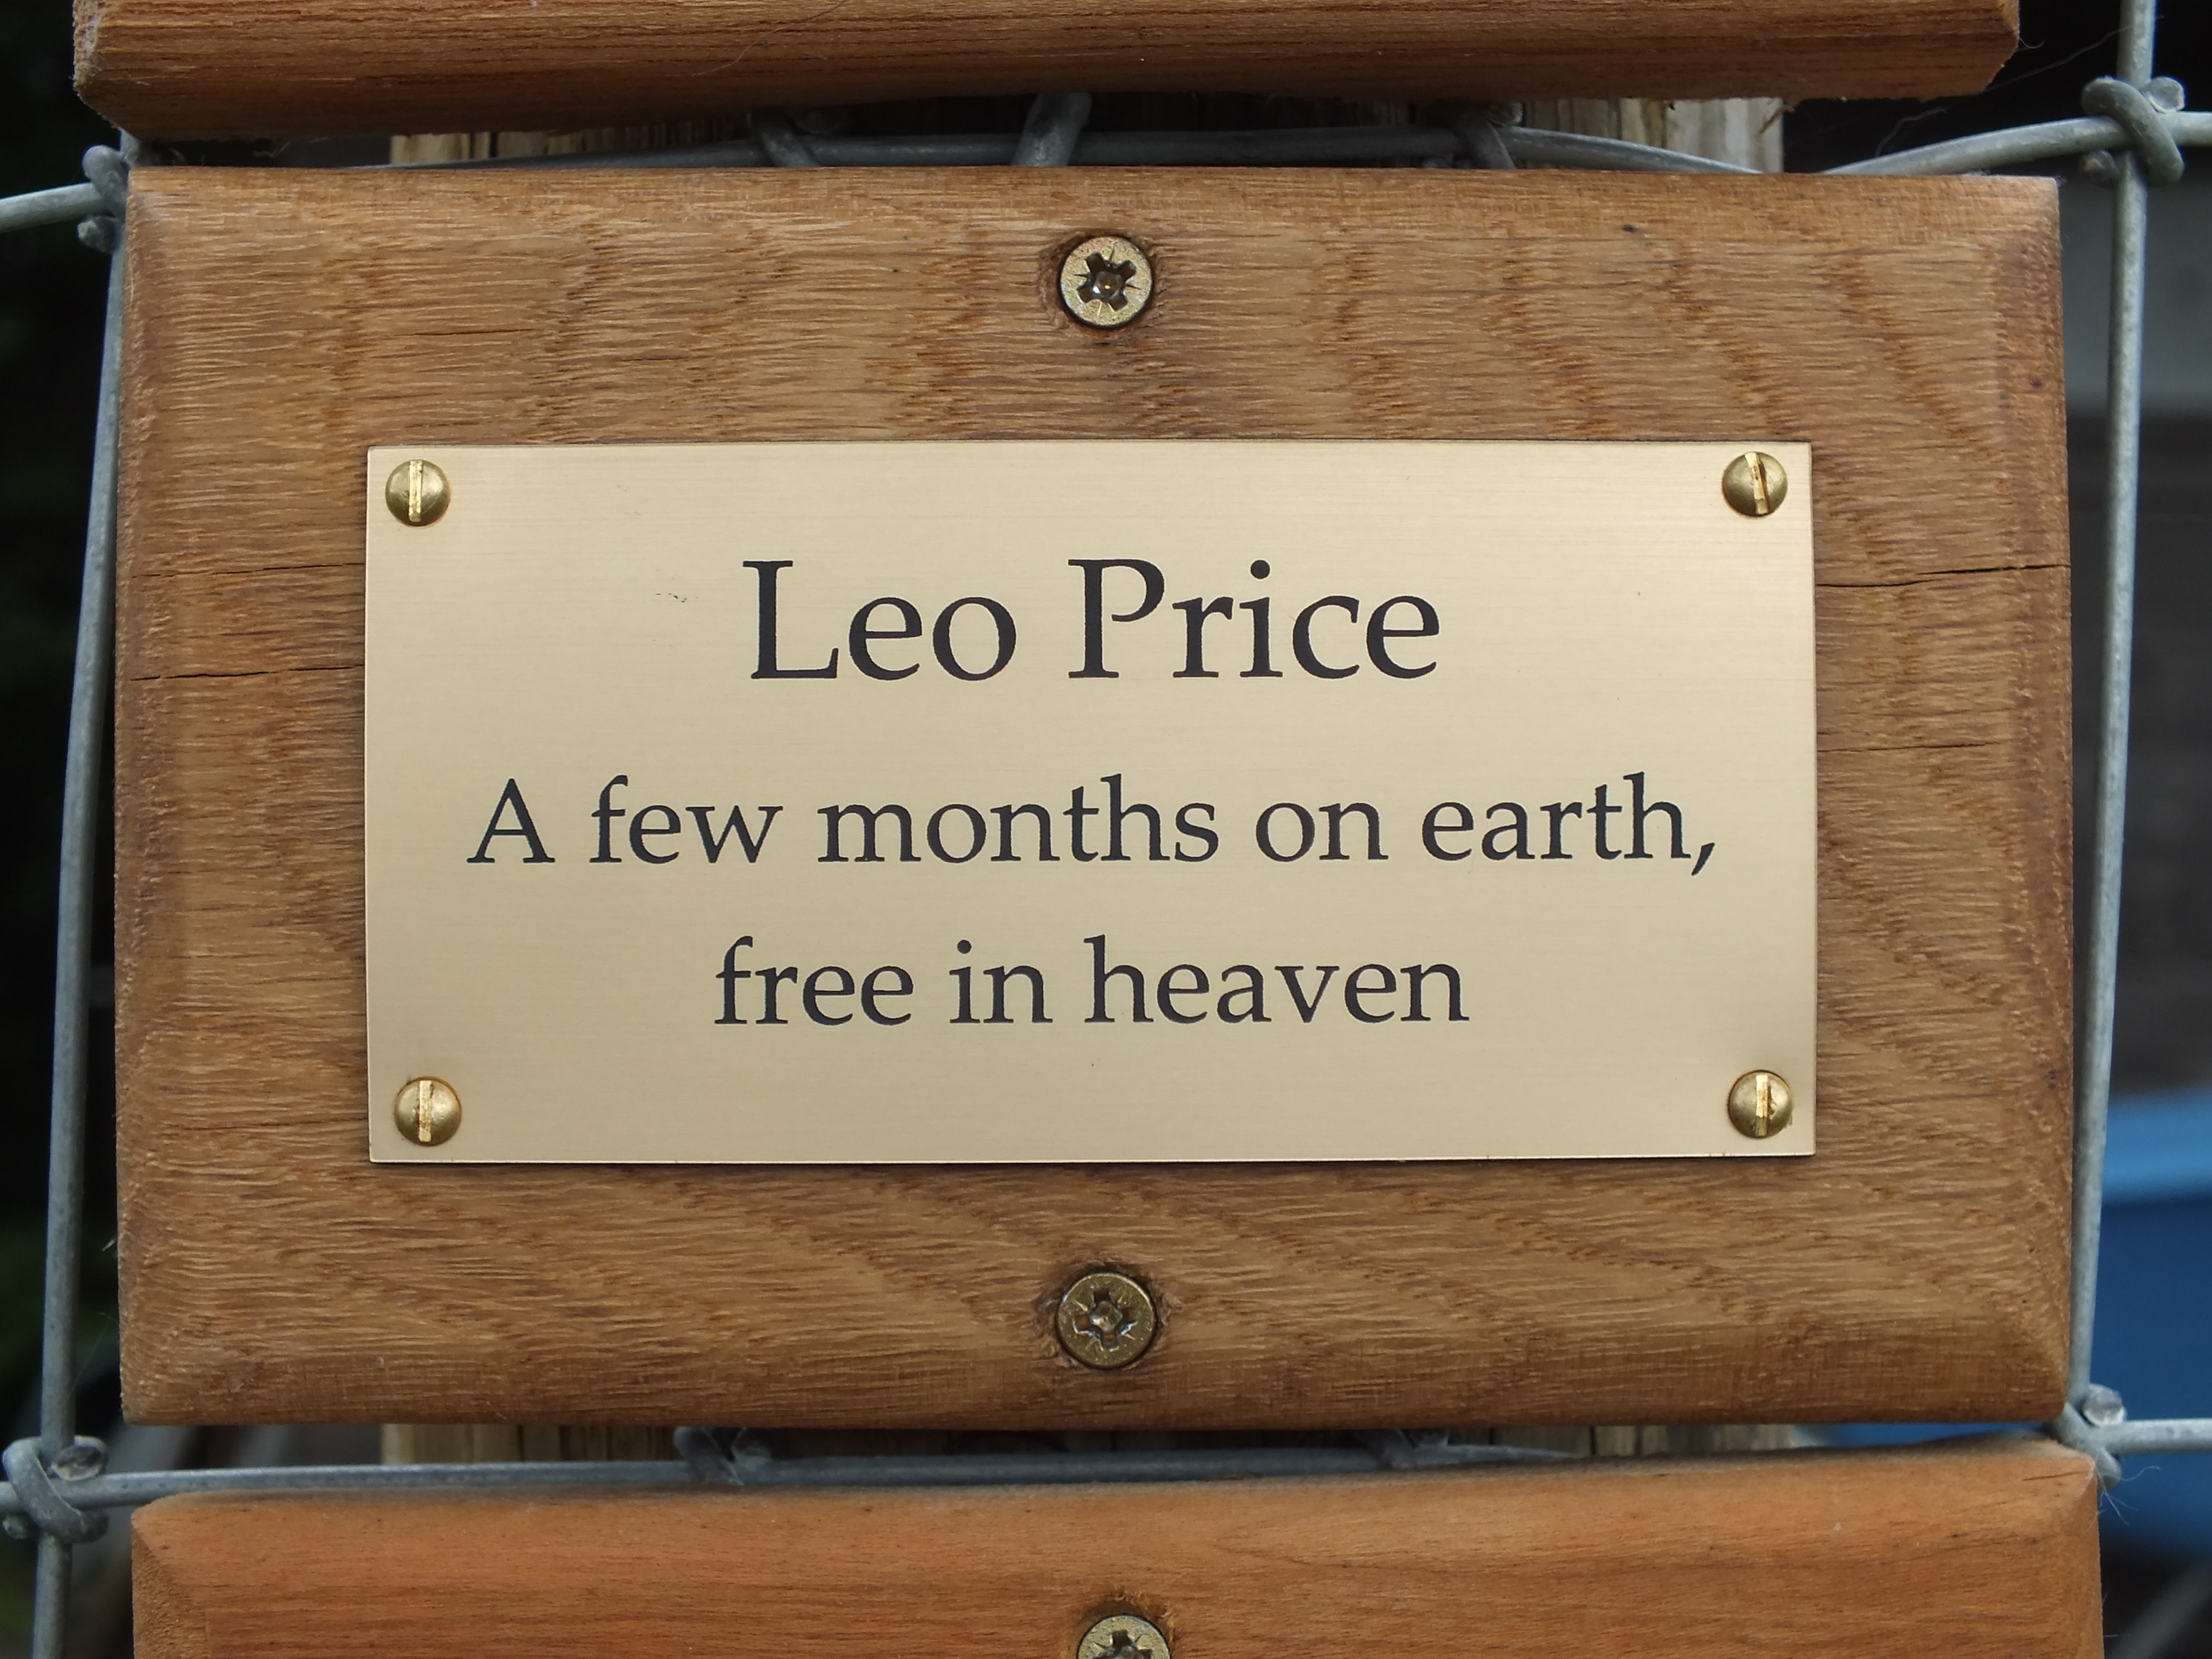 Leo Price
A few months on earth,
free in heaven